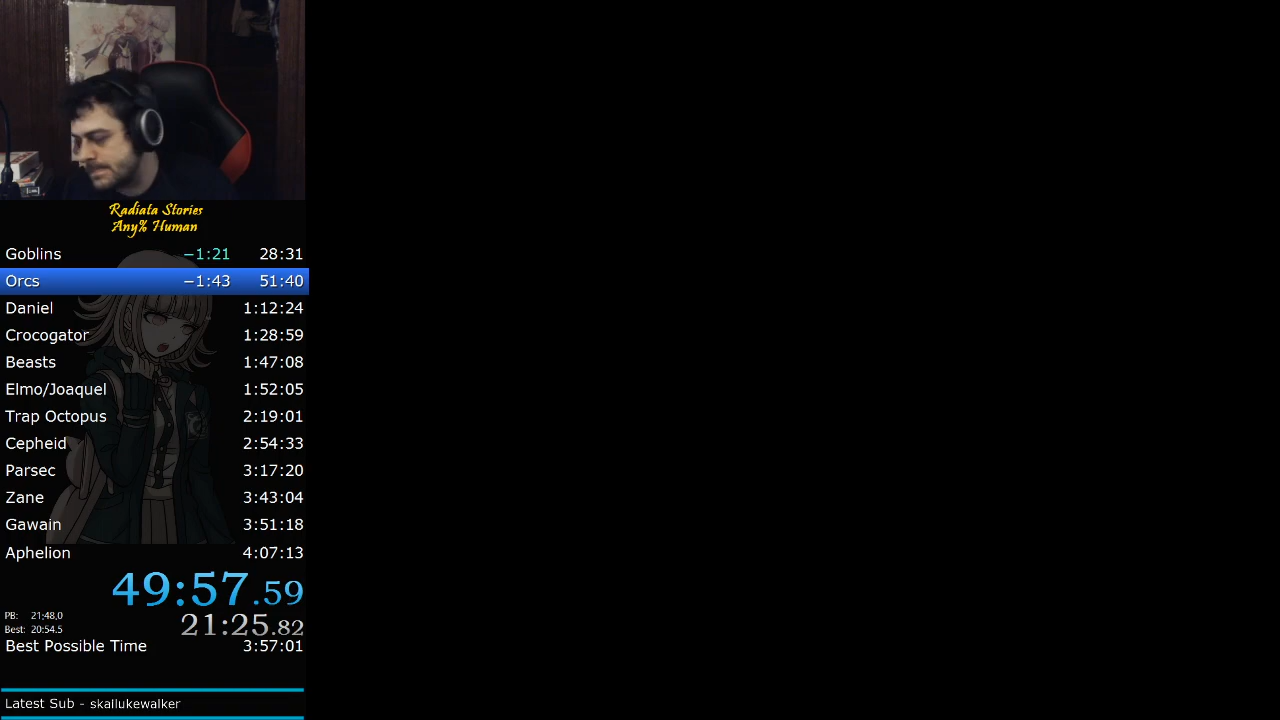 Radiata Stories
Any% Human
Goblins −1:21 28:31
Orcs −1:43 51:40
Daniel 1:12:24
Crocogator 1:28:59
Beasts 1:47:08
Elmo/Joaquel 1:52:05
Trap Octopus 2:19:01
Cepheid 2:54:33
Parsec 3:17:20
Zane 3:43:04
Gawain 3:51:18
Aphelion 4:07:13
49:57.59
PB: 21:48.0
Best: 20:54.5
21:25.82
Best Possible Time 3:57:01
Latest Sub - skallukewalker